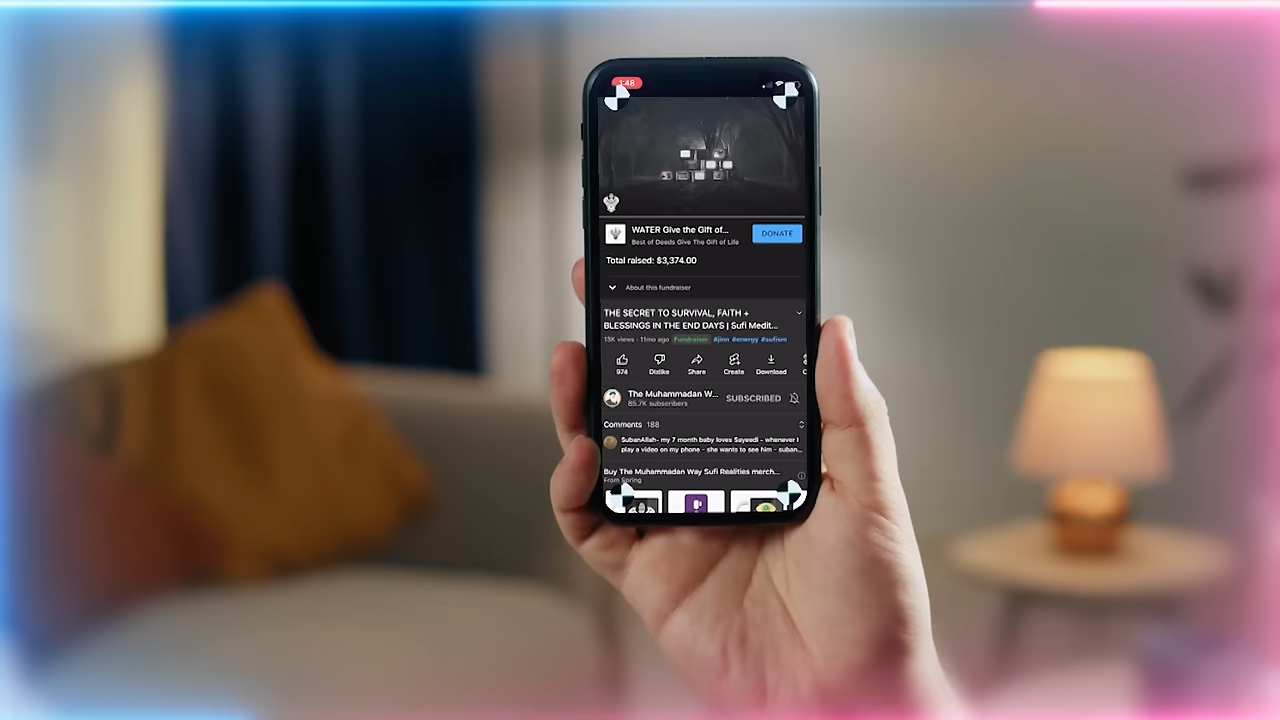 1:48
WATER Give the Gift of...
Best of Deeds Give The Gift of Life
DONATE
Total raised: $3,374.00
About this fundraiser
THE SECRET TO SURVIVAL, FAITH +
BLESSINGS IN THE END DAYS | Sufi Medit...
13K views · 11mo ago Fundraiser #jinn #energy #sufism
974 Dislike Share Create Download
The Muhammadan W...
85.7K subscribers
SUBSCRIBED
Comments 188
SubanAllah- my 7 month baby loves Sayeedi - whenever I
play a video on my phone - she wants to see him - suban...
Buy The Muhammadan Way Sufi Realities merch...
From Spring